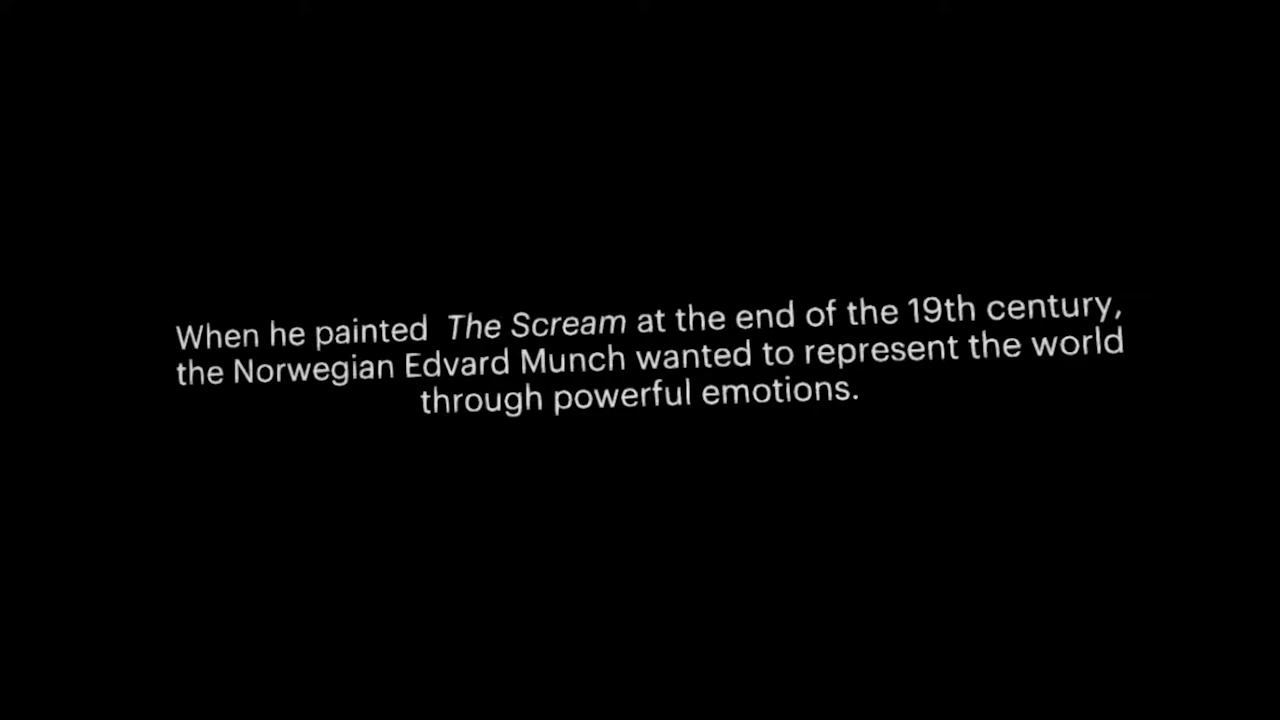 When he painted The Scream at the end of the 19th century,
the Norwegian Edvard Munch wanted to represent the world
through powerful emotions.